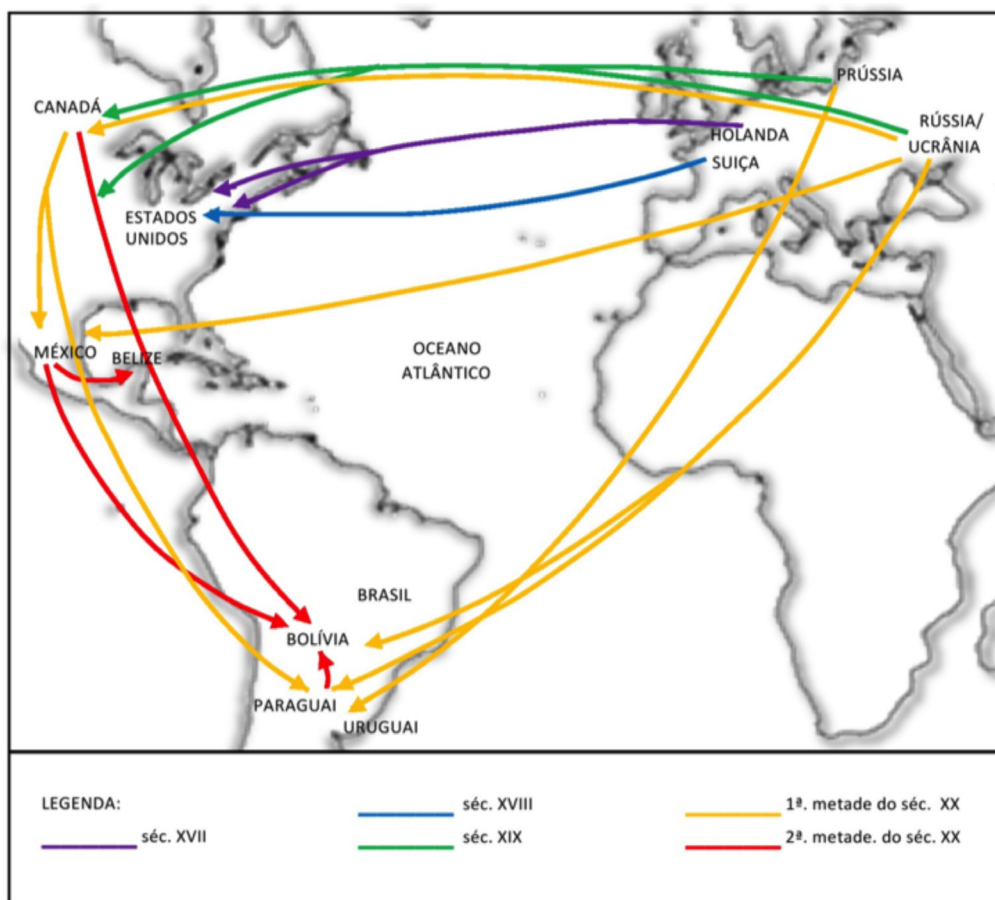 PRÚSSIA
CANADÁ
RÚSSIA/
UCRÂNIA
HOLANDA
SUIÇA
ESTADOS
UNIDOS
MÉXICO
BELIZE
OCEANO
ATLÂNTICO
BRASIL
BOLÍVIA
PARAGUAI
URUGUAI
LEGENDA:
séc. XVII
séc. XVIII
séc. XIX
1ª. metade do séc. XX
2ª. metade. do séc. XX